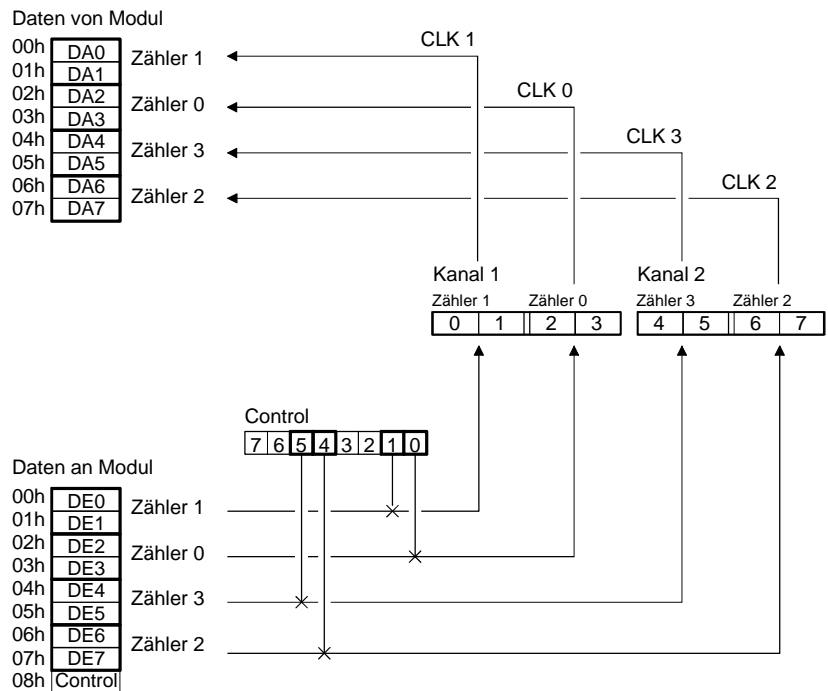 Daten von Modul
00h DA0 Zähler 1 CLK 1
01h DA1
02h DA2 Zähler 0 CLK 0
03h DA3
04h DA4 Zähler 3 CLK 3
05h DA5
06h DA6 Zähler 2 CLK 2
07h DA7
Kanal 1 Kanal 2
Zähler 1 Zähler 0 Zähler 3 Zähler 2
0 1 2 3 4 5 6 7
Control
7 6 5 4 3 2 1 0
Daten an Modul
00h DE0 Zähler 1
01h DE1
02h DE2 Zähler 0
03h DE3
04h DE4 Zähler 3
05h DE5
06h DE6 Zähler 2
07h DE7
08h Control